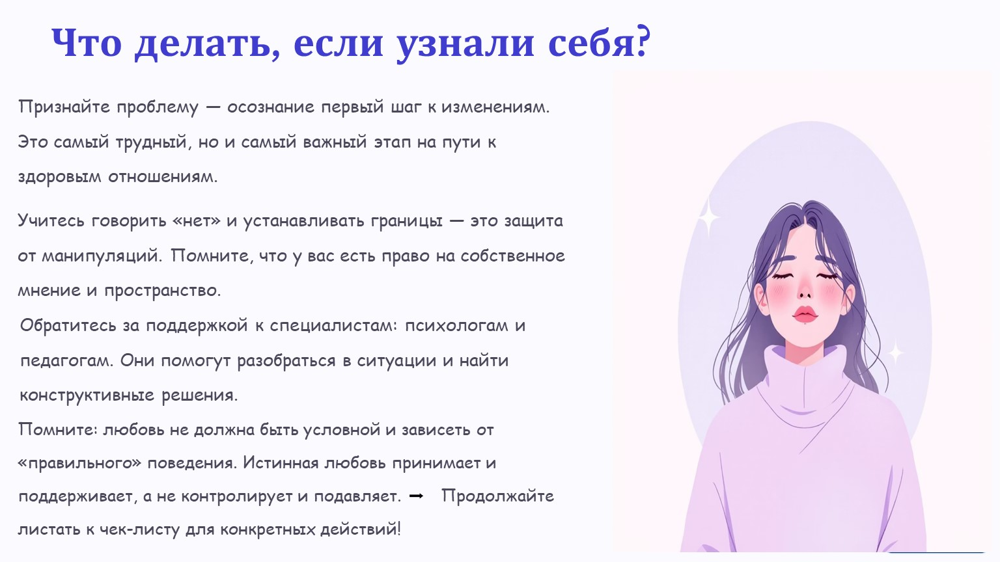 Что делать, если узнали себя?
Признайте проблему — осознание первый шаг к изменениям.
Это самый трудный, но и самый важный этап на пути к
здоровым отношениям.
Учитесь говорить «нет» и устанавливать границы — это защита
от манипуляций. Помните, что у вас есть право на собственное
мнение и пространство.
Обратитесь за поддержкой к специалистам: психологам и
педагогам. Они помогут разобраться в ситуации и найти
конструктивные решения.
Помните: любовь не должна быть условной и зависеть от
«правильного» поведения. Истинная любовь принимает и
поддерживает, а не контролирует и подавляет. ➞ Продолжайте
листать к чек-листу для конкретных действий!